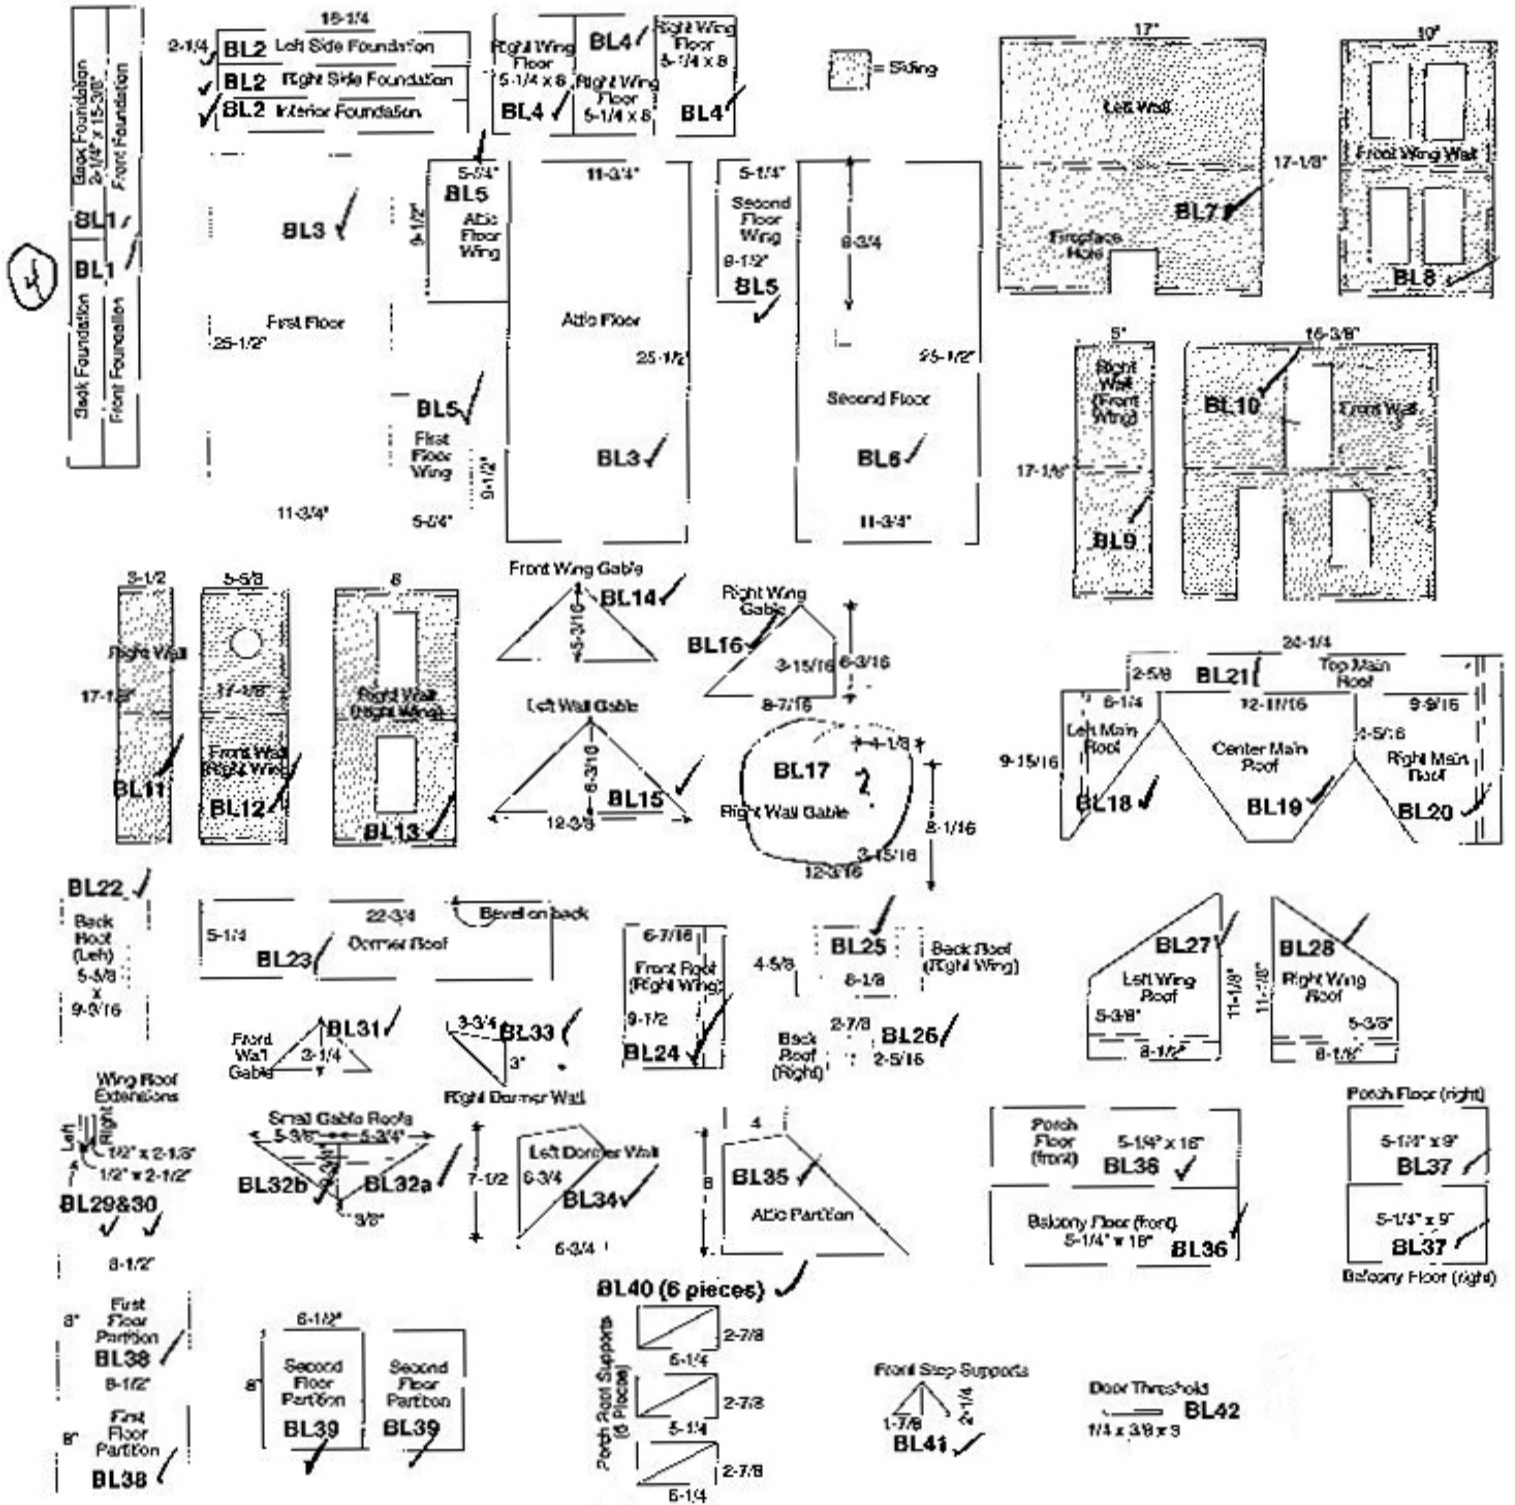 16-1/4
2-1/4
BL2 Left Side Foundation
BL2 Right Side Foundation
BL2 Interior Foundation
Back Foundation
2-1/4" x 15-3/8"
Front Foundation
BL1
BL1
Back Foundation
Front Foundation
4
Right Wing
Floor
5-1/4 x 8
BL4
BL4
Right Wing
Floor
5-1/4 x 8
Right Wing
Floor
5-1/4 x 8
BL4
= Siding
17"
Left Wall
17-1/8"
BL7
Fireplace
Hole
10"
Front Wing Wall
BL8
BL3
First Floor
25-1/2"
11-3/4"
5-1/4"
BL5
9-1/2"
Attic
Floor
Wing
BL5
First
Floor
Wing
9-1/2"
5-1/4"
11-3/4"
Attic Floor
25-1/2"
BL3
5-1/4"
Second
Floor
Wing
9-1/2"
BL5
8-3/4
25-1/2"
Second Floor
BL6
11-3/4"
5"
Right
Wall
(Front
Wing)
17-1/8"
BL9
15-3/8"
BL10
Front Wall
3-1/2
Right Wall
17-1/8"
BL11
5-5/8
17-1/8"
Front Wall
(Right Wing)
BL12
8
Right Wall
(Right Wing)
BL13
Front Wing Gable
BL14
5-3/16
Left Wall Gable
6-3/16
BL15
12-3/8
Right Wing
Gable
BL16
3-15/16
6-3/16
8-7/16
4-1/8
BL17
?
Right Wall Gable
8-1/16
3-15/16
12-3/16
24-1/4
2-5/8
BL21
Top Main
Roof
6-1/4
12-11/16
9-9/16
Left Main
Roof
9-15/16
BL18
Center Main
Roof
BL19
4-5/16
Right Main
Roof
BL20
BL22
Back
Roof
(Left)
5-5/8
x
9-9/16
22-3/4
Bevel on back
5-1/4
Dormer Roof
BL23
6-7/16
Front Roof
(Right Wing)
9-1/2
BL24
BL25
4-5/8
8-1/8
Back Roof
(Right Wing)
2-7/8
BL26
Back
Roof
(Right)
2-5/16
BL27
Left Wing
Roof
5-3/8"
8-1/2"
11-1/8"
BL28
Right Wing
Roof
11-1/8"
5-3/8"
8-1/8"
BL31
Front
Wall
Gable
3-1/4
3-3/4
BL33
3"
Right Dormer Wall
Wing Roof
Extensions
Left
Right
1/2" x 2-1/8"
1/2" x 2-1/2"
BL29&30
Small Gable Roofs
5-3/8"
5-3/4"
BL32b
BL32a
3/8"
7-1/2
Left Dormer Wall
6-3/4
BL34
6-3/4
4
BL35
8
Attic Partition
Porch
Floor
(front)
5-1/4" x 16"
BL36
Balcony Floor (front)
5-1/4" x 16"
BL36
Porch Floor (right)
5-1/4" x 9"
BL37
5-1/4" x 9"
BL37
Balcony Floor (right)
8-1/2"
8"
First
Floor
Partition
BL38
8-1/2"
8"
First
Floor
Partition
BL38
6-1/2"
8"
Second
Floor
Partition
BL39
Second
Floor
Partition
BL39
BL40 (6 pieces)
Porch Roof Supports
(6 Pieces)
2-7/8
5-1/4
2-7/8
5-1/4
2-7/8
5-1/4
Front Step Supports
1-7/8
2-1/4
BL41
Door Threshold
BL42
1/4 x 3/8 x 3